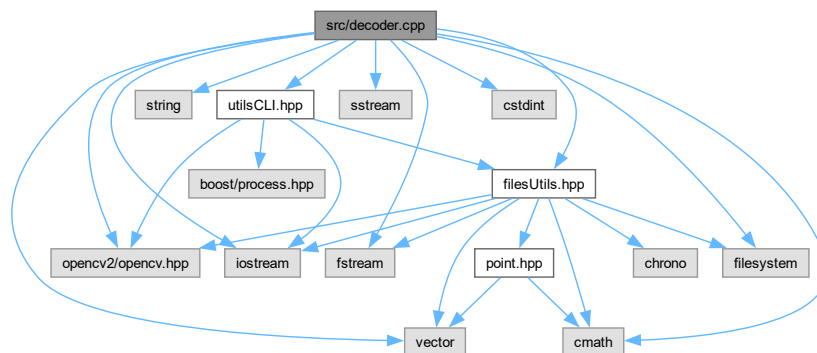 src/decoder.cpp
string
utilsCLI.hpp
sstream
cstdint
boost/process.hpp
filesUtils.hpp
opencv2/opencv.hpp
iostream
fstream
point.hpp
chrono
filesystem
vector
cmath